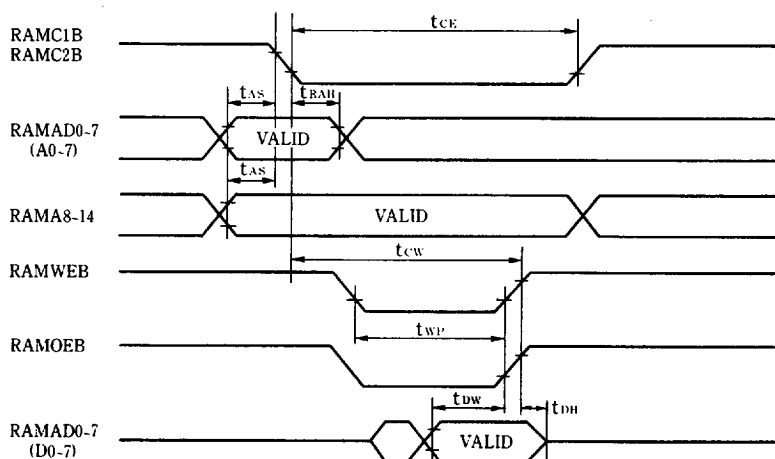 tCE
RAMC1B
RAMC2B
tAS
tRAH
RAMAD0-7
(A0-7)
VALID
tAS
RAMA8-14
VALID
tCW
RAMWEB
tWP
RAMOEB
tDW
tDH
RAMAD0-7
(D0-7)
VALID